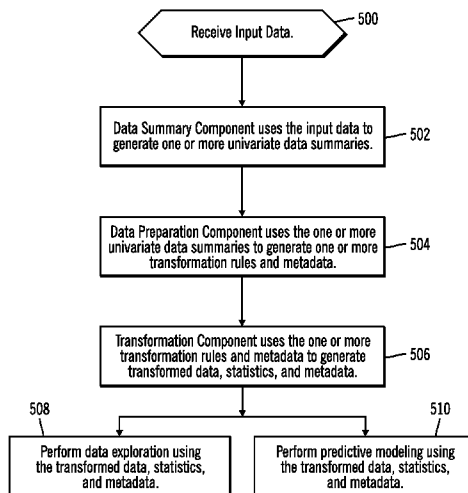 Receive Input Data.
500
Data Summary Component uses the input data to
generate one or more univariate data summaries.
502
Data Preparation Component uses the one or more
univariate data summaries to generate one or more
transformation rules and metadata.
504
Transformation Component uses the one or more
transformation rules and metadata to generate
transformed data, statistics, and metadata.
506
508
Perform data exploration using
the transformed data, statistics,
and metadata.
510
Perform predictive modeling using
the transformed data, statistics,
and metadata.